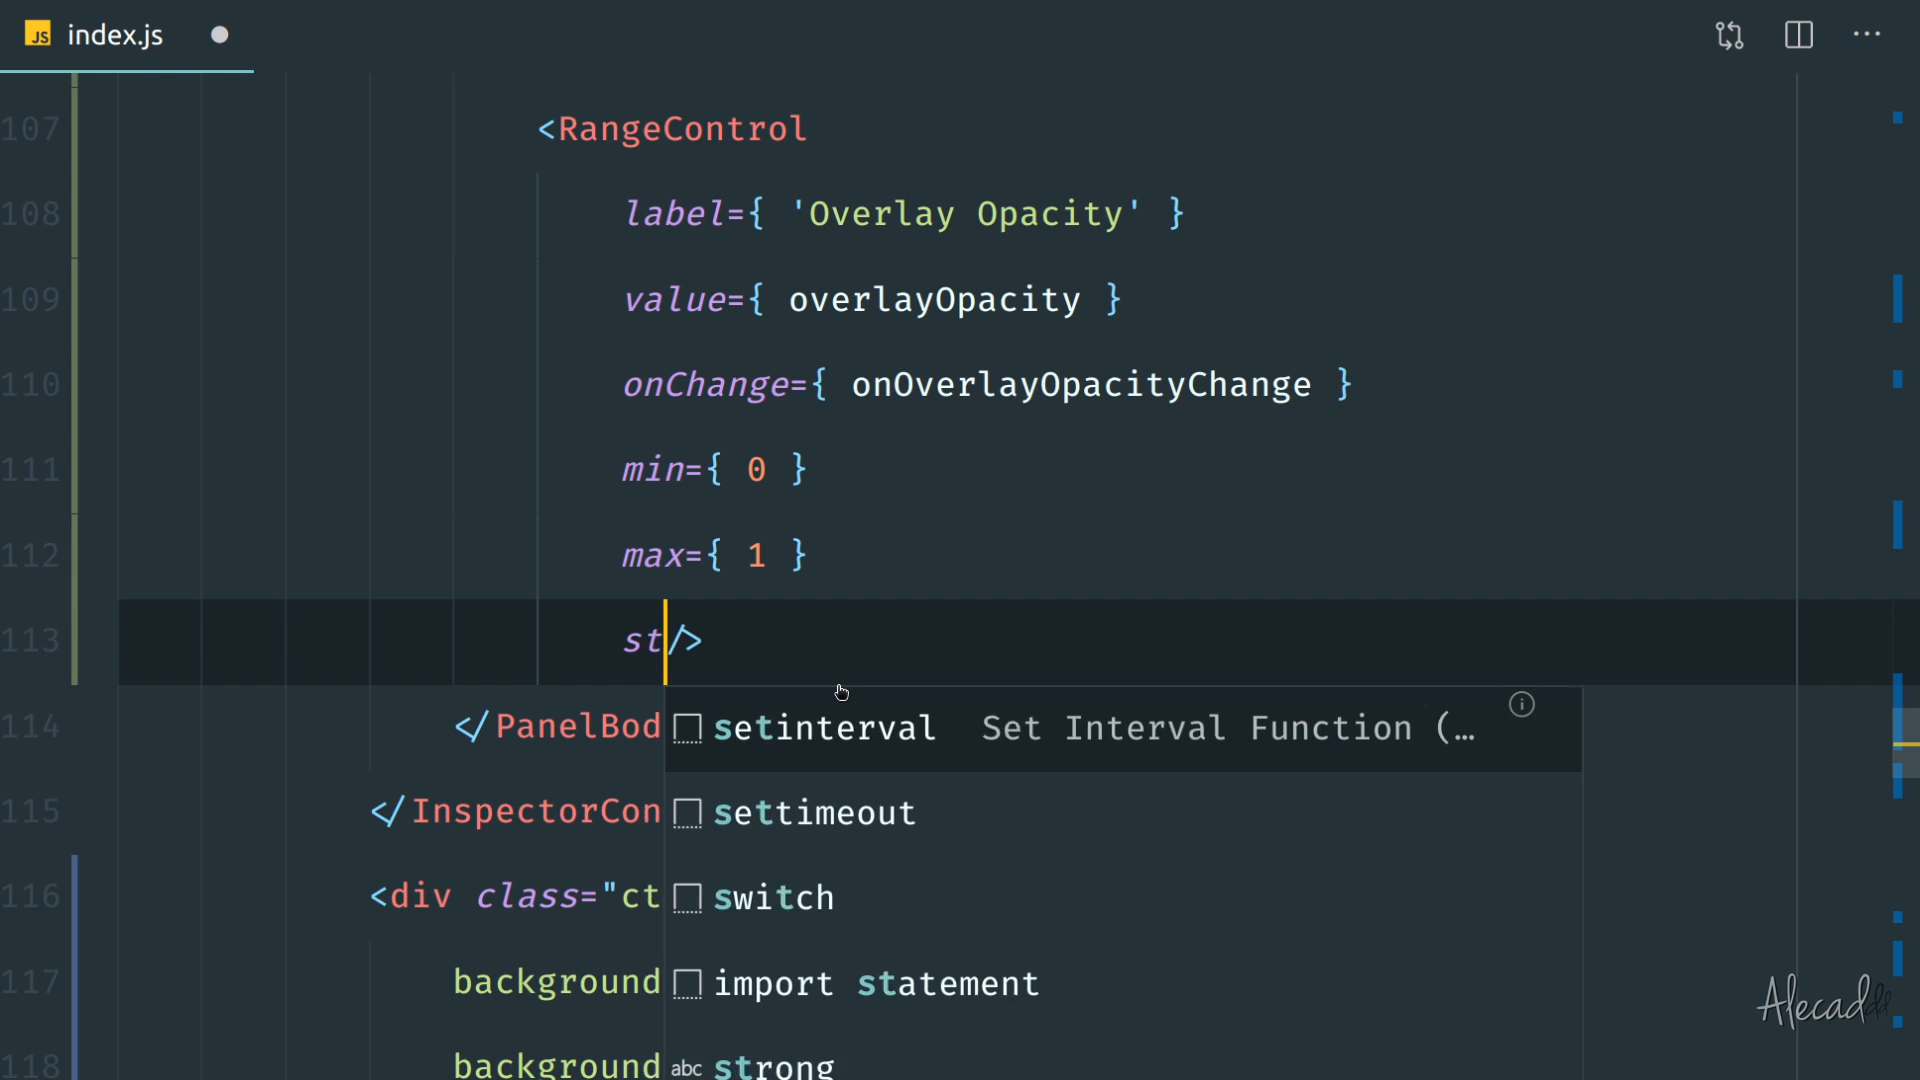 JS index.js
107 <RangeControl
108 label={ 'Overlay Opacity' }
109 value={ overlayOpacity }
110 onChange={ onOverlayOpacityChange }
111 min={ 0 }
112 max={ 1 }
113 st/>
114 </PanelBod
setinterval Set Interval Function (…
115 </InspectorCon
settimeout
116 <div class="ct
switch
117 background
import statement
118 background
abc strong
Alecaddd